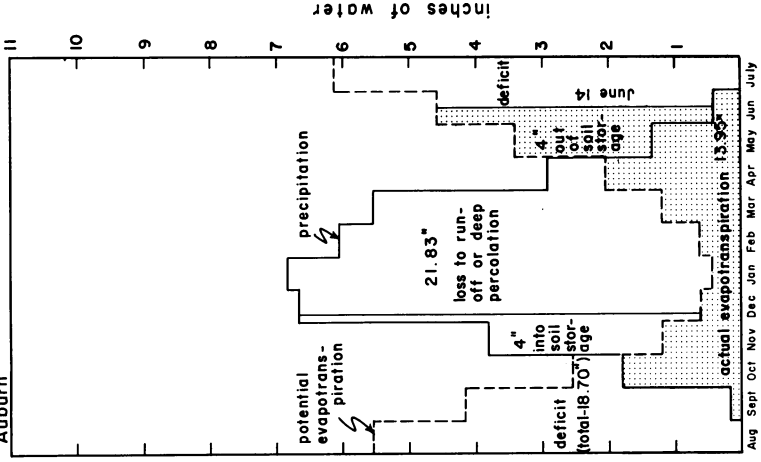 Auburn
inches of water
11
10
9
8
7
6
5
4
3
2
1
precipitation
potential
evapotrans-
piration
21.83"
loss to run-
off or deep
percolation
4"
into
soil
stor-
age
deficit
(total-18.70")
4"
out
of
soil
stor-
age
June 14
deficit
actual evapotranspiration 13.95"
Aug Sept Oct Nov Dec Jan Feb Mar Apr May Jun July